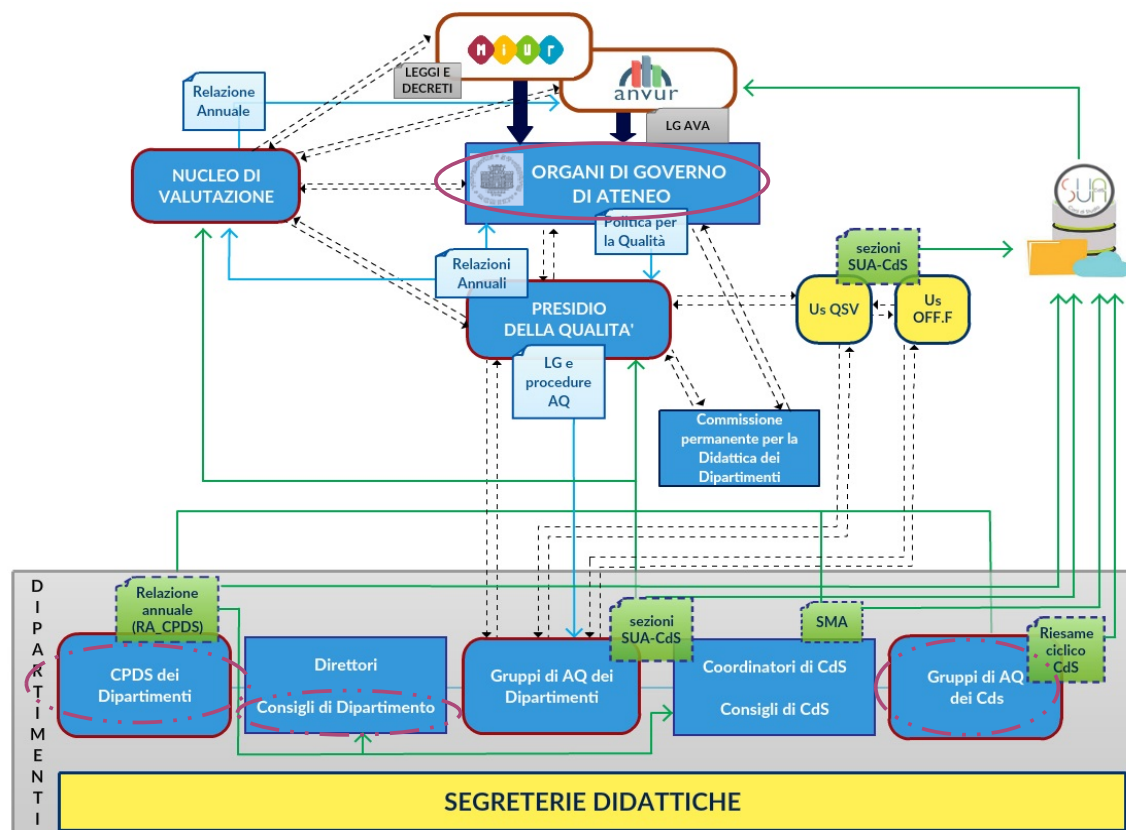 MiUr
LEGGI E
DECRETI
anvur
LG AVA
Relazione
Annuale
NUCLEO DI
VALUTAZIONE
ORGANI DI GOVERNO
DI ATENEO
Politica per
la Qualità
Relazioni
Annuali
PRESIDIO
DELLA QUALITA'
LG e
procedure
AQ
sezioni
SUA-CdS
Us QSV
Us
OFF.F
SUA
Commissione
permanente per la
Didattica dei
Dipartimenti
DIPARTIMENTI
Relazione
annuale
(RA_CPDS)
CPDS dei
Dipartimenti
Direttori
Consigli di Dipartimento
Gruppi di AQ dei
Dipartimenti
sezioni
SUA-CdS
SMA
Coordinatori di CdS
Consigli di CdS
Riesame
ciclico
CdS
Gruppi di AQ
dei Cds
SEGRETERIE DIDATTICHE